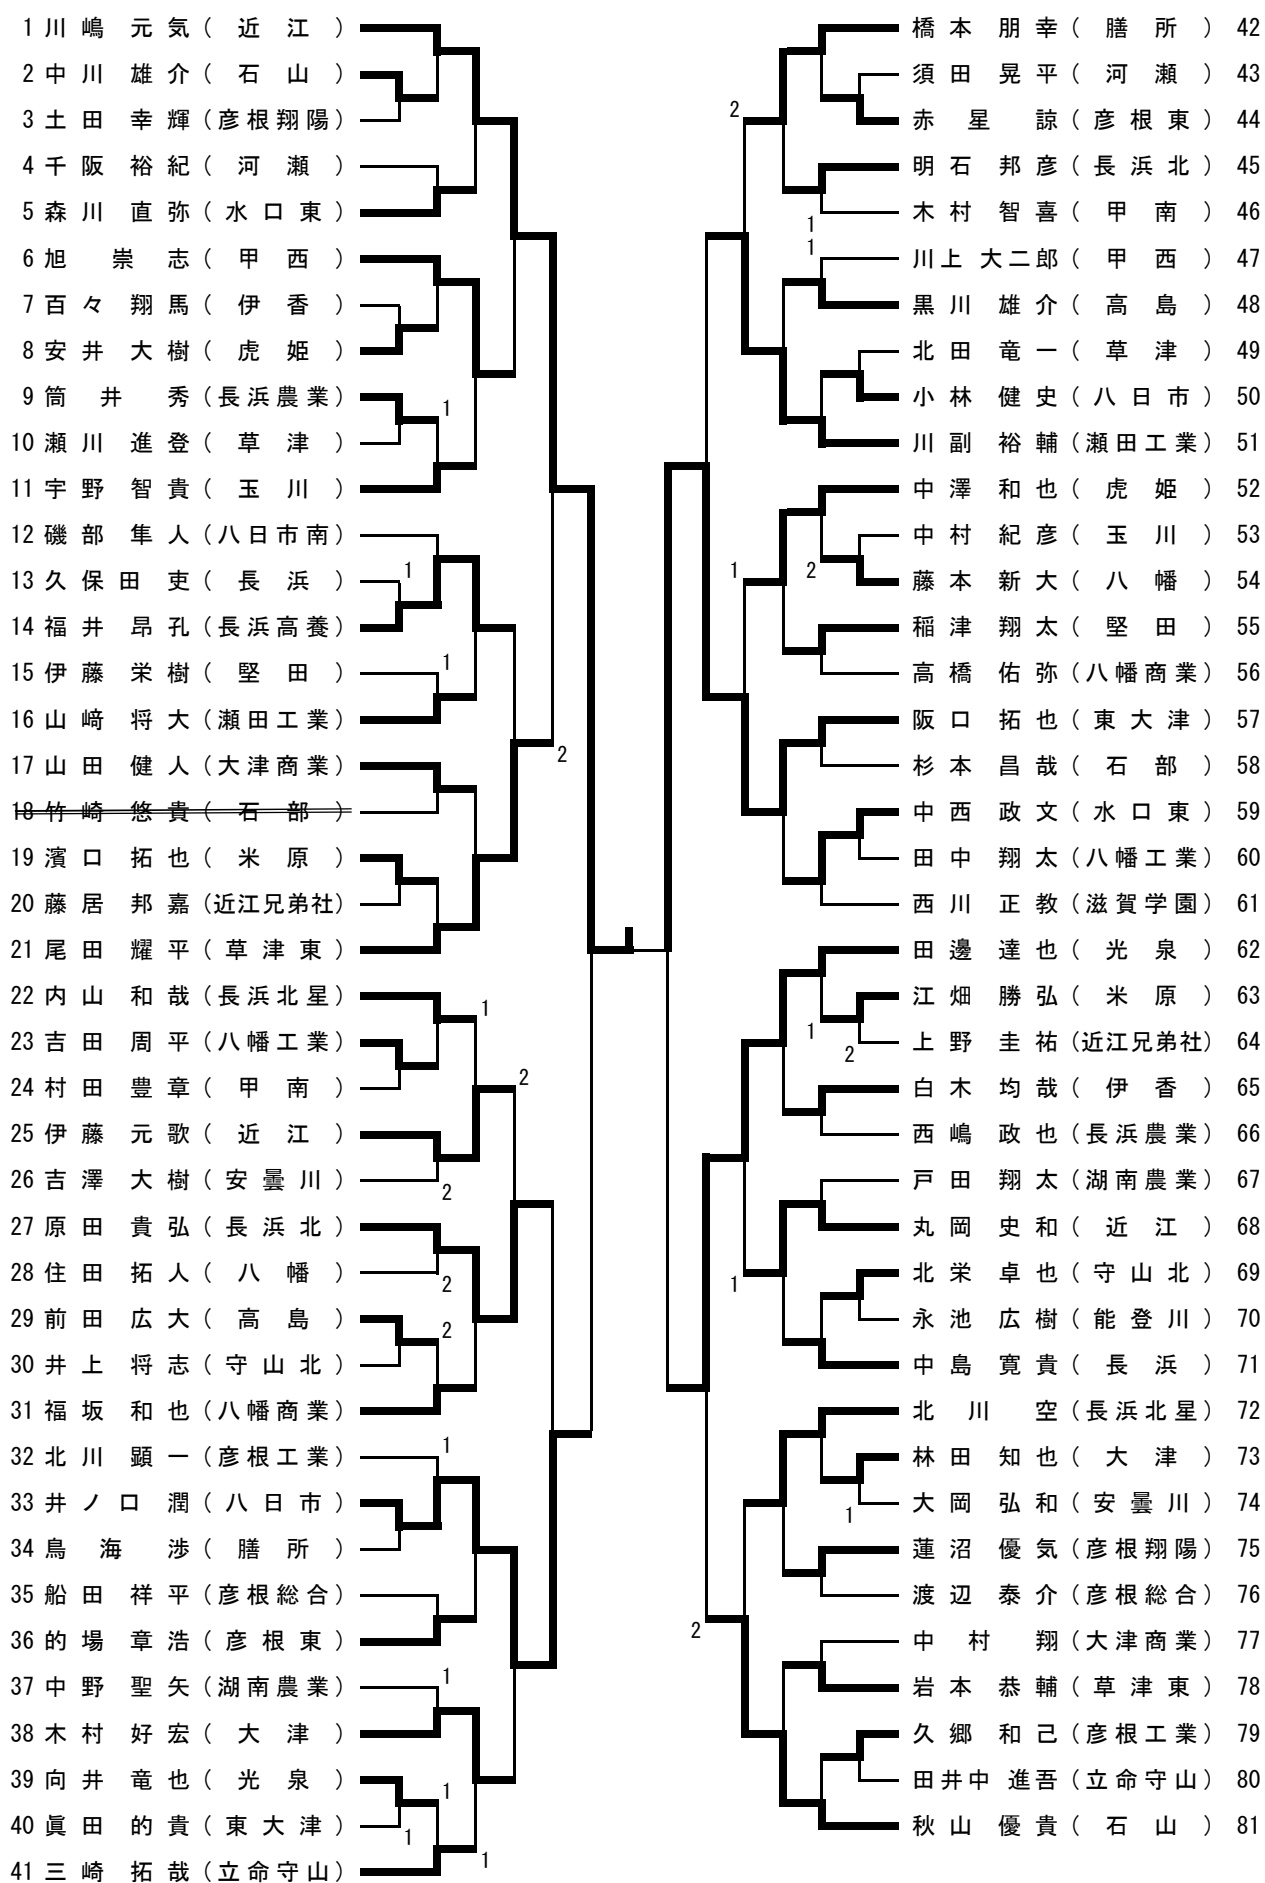 1 川嶋 元気 ( 近江 )
2 中川 雄介 ( 石山 )
3 土田 幸輝 (彦根翔陽)
4 千阪 裕紀 ( 河瀬 )
5 森川 直弥 ( 水口東 )
6 旭 崇志 ( 甲西 )
7 百々 翔馬 ( 伊香 )
8 安井 大樹 ( 虎姫 )
9 筒井 秀 (長浜農業)
1
10 瀬川 進登 ( 草津 )
11 宇野 智貴 ( 玉川 )
12 磯部 隼人 (八日市南)
13 久保田 吏 ( 長浜 )
1
14 福井 昂孔 (長浜高養)
15 伊藤 栄樹 ( 堅田 )
1
16 山﨑 将大 (瀬田工業)
17 山田 健人 (大津商業)
2
18 竹崎 悠貴 ( 石部 )
19 濱口 拓也 ( 米原 )
20 藤居 邦嘉 (近江兄弟社)
21 尾田 耀平 ( 草津東 )
22 内山 和哉 (長浜北星)
1
23 吉田 周平 (八幡工業)
24 村田 豊章 ( 甲南 )
2
25 伊藤 元歌 ( 近江 )
26 吉澤 大樹 ( 安曇川 )
2
27 原田 貴弘 ( 長浜北 )
28 住田 拓人 ( 八幡 )
2
29 前田 広大 ( 高島 )
2
30 井上 将志 ( 守山北 )
31 福坂 和也 (八幡商業)
32 北川 顕一 (彦根工業)
1
33 井ノ口 潤 ( 八日市 )
34 鳥海 渉 ( 膳所 )
35 船田 祥平 (彦根総合)
36 的場 章浩 ( 彦根東 )
37 中野 聖矢 (湖南農業)
1
38 木村 好宏 ( 大津 )
39 向井 竜也 ( 光泉 )
1
40 眞田 的貴 ( 東大津 )
1
41 三崎 拓哉 (立命守山)
1
橋本 朋幸 ( 膳所 ) 42
須田 晃平 ( 河瀬 ) 43
2
赤星 諒 ( 彦根東 ) 44
明石 邦彦 ( 長浜北 ) 45
木村 智喜 ( 甲南 ) 46
1
1
川上 大二郎 ( 甲西 ) 47
黒川 雄介 ( 高島 ) 48
北田 竜一 ( 草津 ) 49
小林 健史 ( 八日市 ) 50
川副 裕輔 (瀬田工業) 51
中澤 和也 ( 虎姫 ) 52
中村 紀彦 ( 玉川 ) 53
1
2
藤本 新大 ( 八幡 ) 54
稲津 翔太 ( 堅田 ) 55
高橋 佑弥 (八幡商業) 56
阪口 拓也 ( 東大津 ) 57
杉本 昌哉 ( 石部 ) 58
中西 政文 ( 水口東 ) 59
田中 翔太 (八幡工業) 60
西川 正教 (滋賀学園) 61
田邊 達也 ( 光泉 ) 62
江畑 勝弘 ( 米原 ) 63
1
上野 圭祐 (近江兄弟社) 64
2
白木 均哉 ( 伊香 ) 65
西嶋 政也 (長浜農業) 66
戸田 翔太 (湖南農業) 67
丸岡 史和 ( 近江 ) 68
北栄 卓也 ( 守山北 ) 69
1
永池 広樹 ( 能登川 ) 70
中島 寛貴 ( 長浜 ) 71
北川 空 (長浜北星) 72
林田 知也 ( 大津 ) 73
大岡 弘和 ( 安曇川 ) 74
1
蓮沼 優気 (彦根翔陽) 75
渡辺 泰介 (彦根総合) 76
2
中村 翔 (大津商業) 77
岩本 恭輔 ( 草津東 ) 78
久郷 和己 (彦根工業) 79
田井中 進吾 (立命守山) 80
秋山 優貴 ( 石山 ) 81